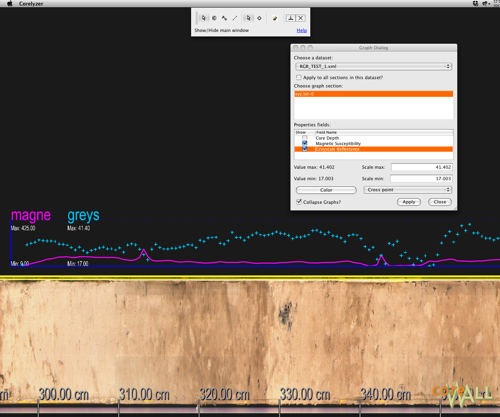 Corelyzer
Show/Hide main window
Help
Graph Dialog
Choose a dataset:
RGR_TEST_1.xml
Apply to all sections in this dataset?
Choose graph section:
Properties fields:
Show
Field Name
Core Depth
Magnetic Susceptibility
Greyscale Reflectance
Value max: 41.402
Scale max:
41.402
Value min: 17.003
Scale min:
17.003
Color
Cross point
Collapse Graphs?
Apply
Close
magne
greys
Max: 425.00
Max: 41.40
Min: 9.00
Min: 17.00
300.00 cm
310.00 cm
320.00 cm
330.00 cm
340.00 cm
WALL